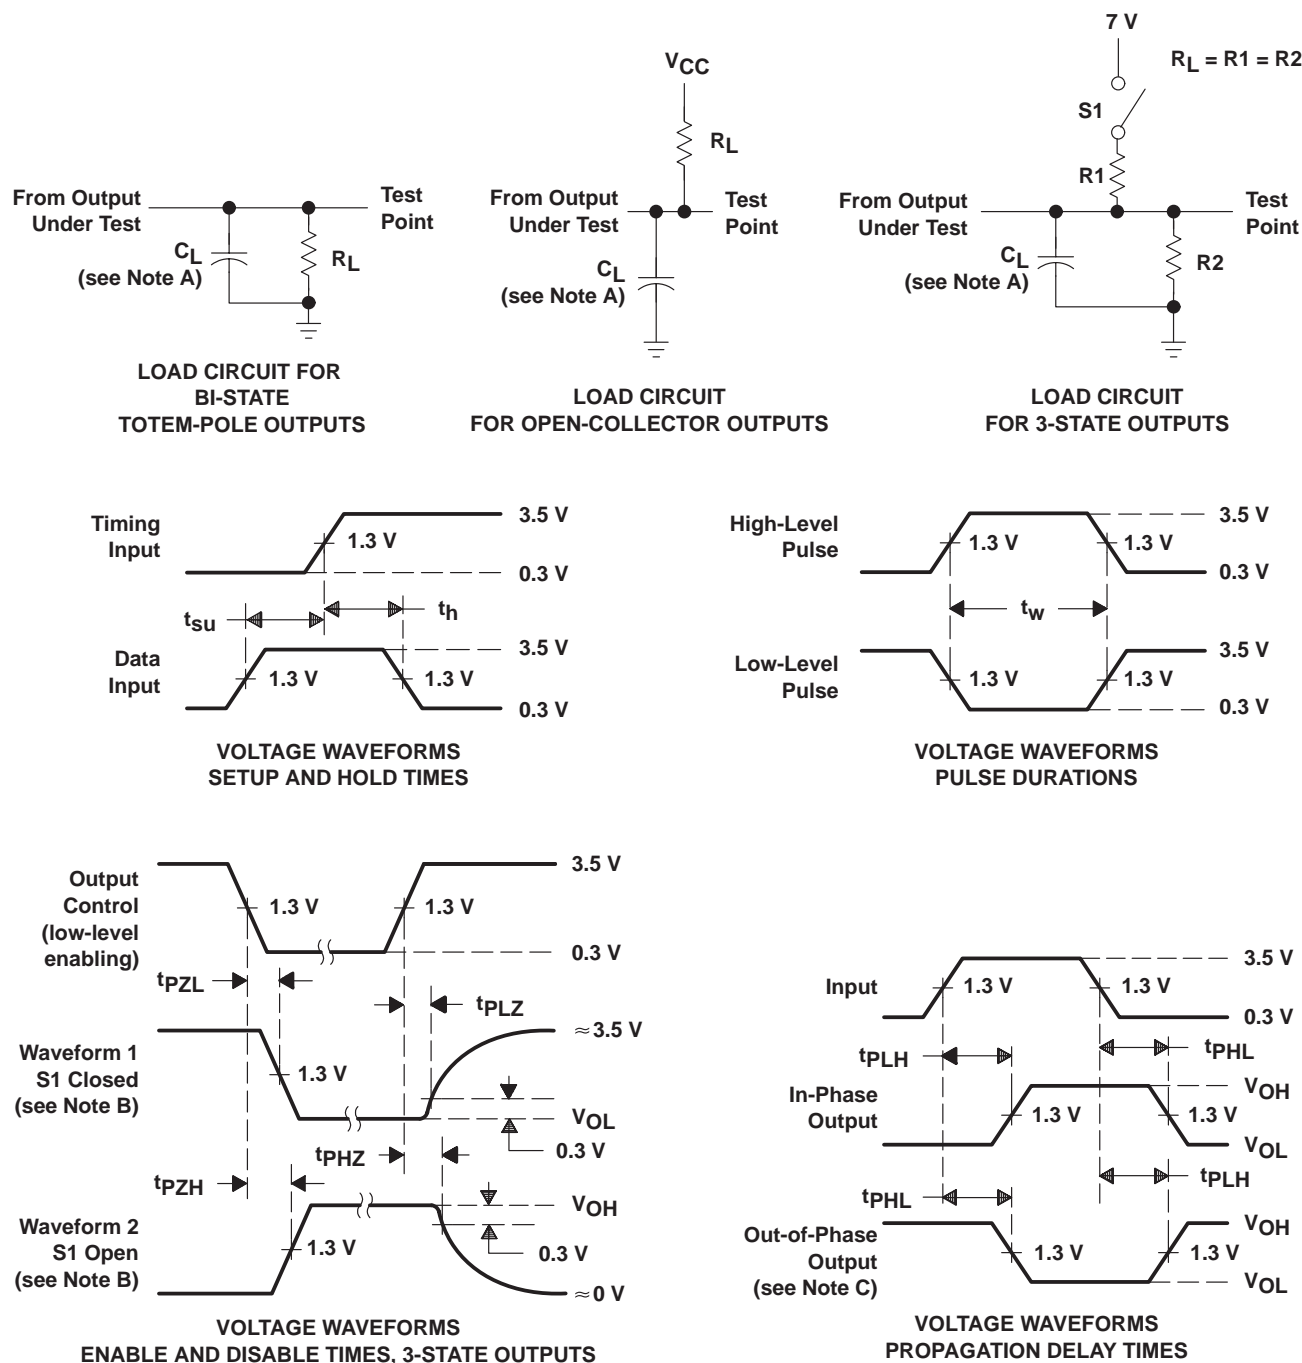 From Output
Under Test
Test
Point
CL
(see Note A)
RL
LOAD CIRCUIT FOR
BI-STATE
TOTEM-POLE OUTPUTS
VCC
RL
From Output
Under Test
Test
Point
CL
(see Note A)
LOAD CIRCUIT
FOR OPEN-COLLECTOR OUTPUTS
7 V
RL = R1 = R2
S1
R1
From Output
Under Test
Test
Point
CL
(see Note A)
R2
LOAD CIRCUIT
FOR 3-STATE OUTPUTS
Timing
Input
1.3 V
3.5 V
0.3 V
tsu
th
Data
Input
1.3 V
1.3 V
3.5 V
0.3 V
VOLTAGE WAVEFORMS
SETUP AND HOLD TIMES
High-Level
Pulse
1.3 V
1.3 V
3.5 V
0.3 V
tw
Low-Level
Pulse
1.3 V
1.3 V
3.5 V
0.3 V
VOLTAGE WAVEFORMS
PULSE DURATIONS
Output
Control
(low-level
enabling)
1.3 V
1.3 V
3.5 V
0.3 V
tPZL
tPLZ
Waveform 1
S1 Closed
(see Note B)
1.3 V
≈3.5 V
VOL
0.3 V
tPHZ
tPZH
Waveform 2
S1 Open
(see Note B)
1.3 V
VOH
0.3 V
≈0 V
VOLTAGE WAVEFORMS
ENABLE AND DISABLE TIMES, 3-STATE OUTPUTS
Input
1.3 V
1.3 V
3.5 V
0.3 V
tPLH
tPHL
In-Phase
Output
1.3 V
1.3 V
VOH
VOL
tPHL
tPLH
Out-of-Phase
Output
(see Note C)
1.3 V
1.3 V
VOH
VOL
VOLTAGE WAVEFORMS
PROPAGATION DELAY TIMES